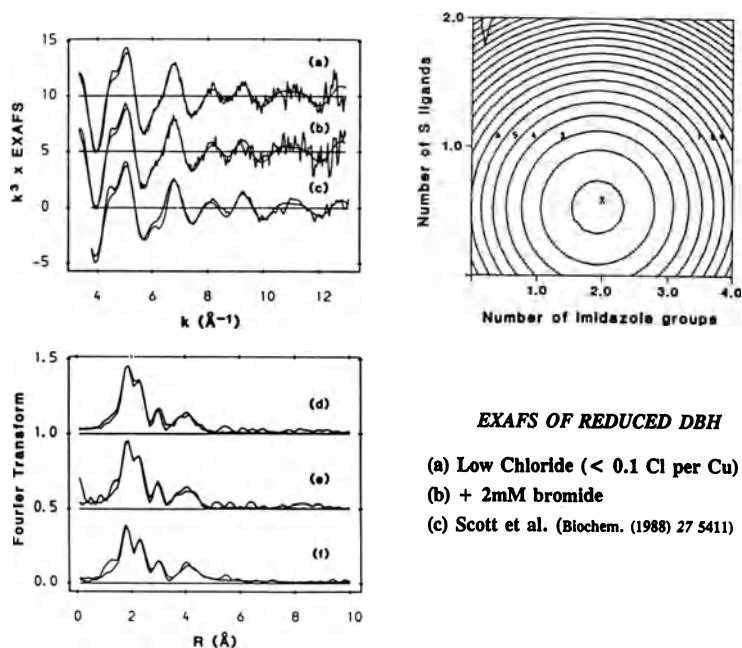 15
10
5
0
-5
k³ x EXAFS
(a)
(b)
(c)
4 6 8 10 12
k (Å⁻¹)
2.0
1.0
Number of S ligands
X
1.0 2.0 3.0 4.0
Number of Imidazole groups
1.5
1.0
0.5
0.0
Fourier Transform
(d)
(e)
(f)
0 2 4 6 8 10
R (Å)
EXAFS OF REDUCED DBH
(a) Low Chloride (< 0.1 Cl per Cu)
(b) + 2mM bromide
(c) Scott et al. (Biochem. (1988) 27 5411)